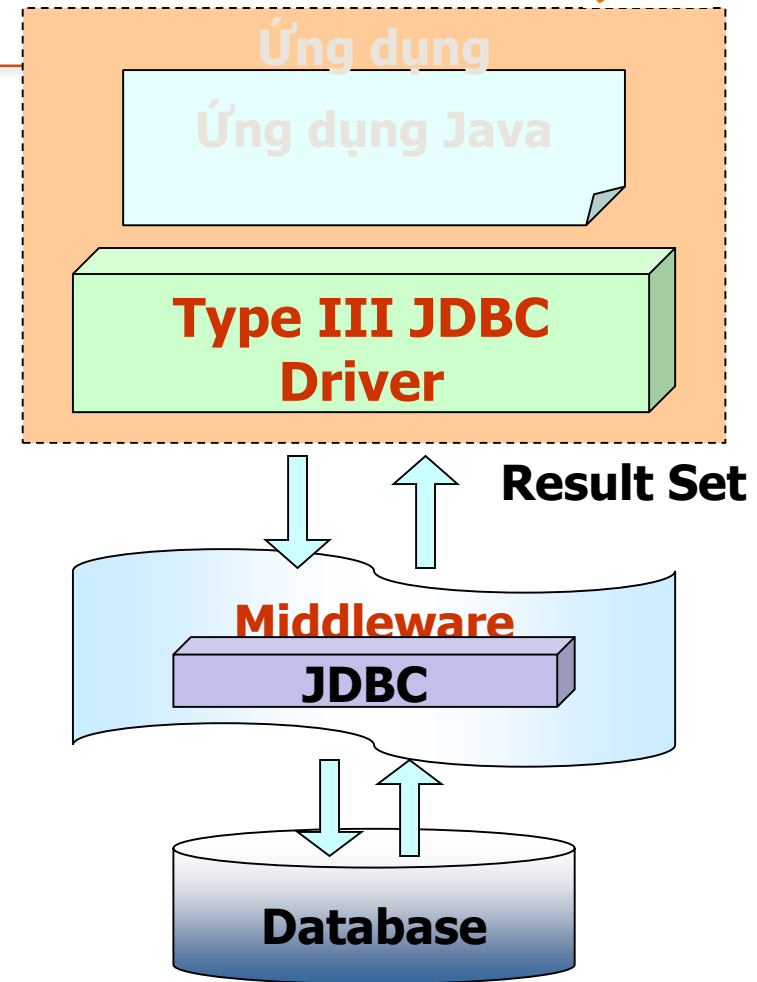 Ứng dụng
Ứng dụng Java
Type III JDBC
Driver
Result Set
Middleware
JDBC
Database